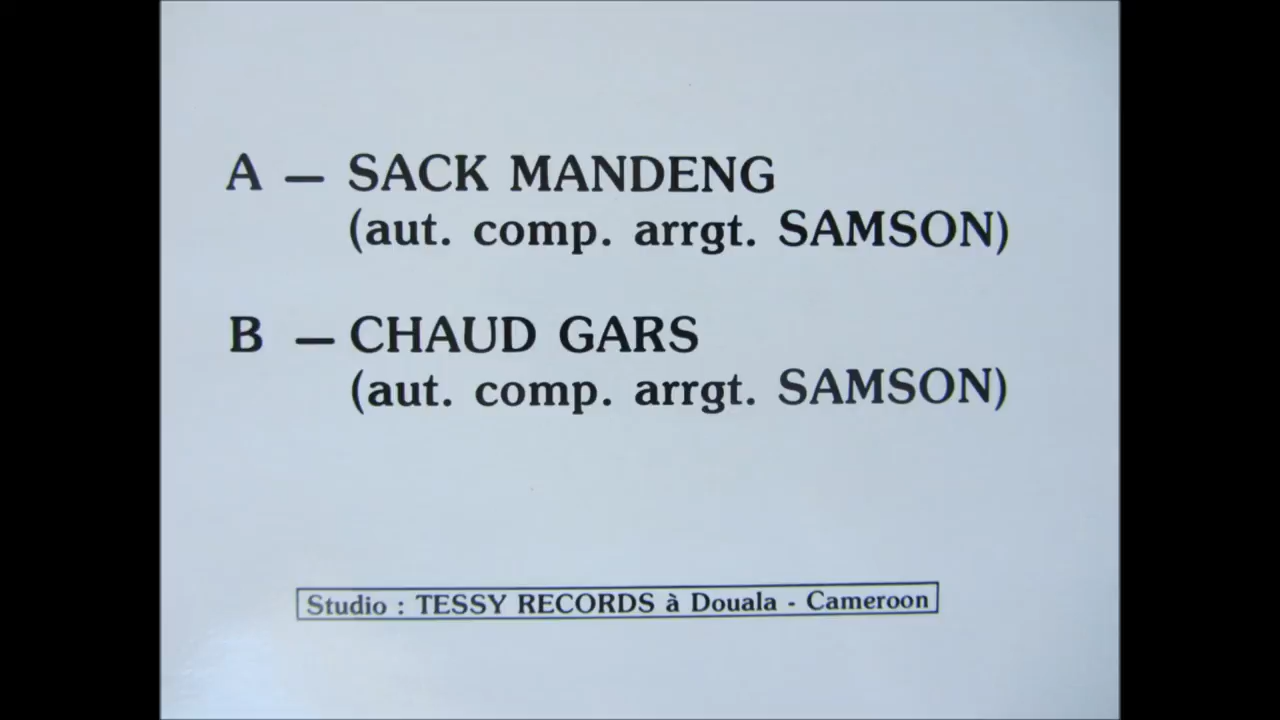 A — SACK MANDENG
(aut. comp. arrgt. SAMSON)
B — CHAUD GARS
(aut. comp. arrgt. SAMSON)
Studio : TESSY RECORDS à Douala - Cameroon